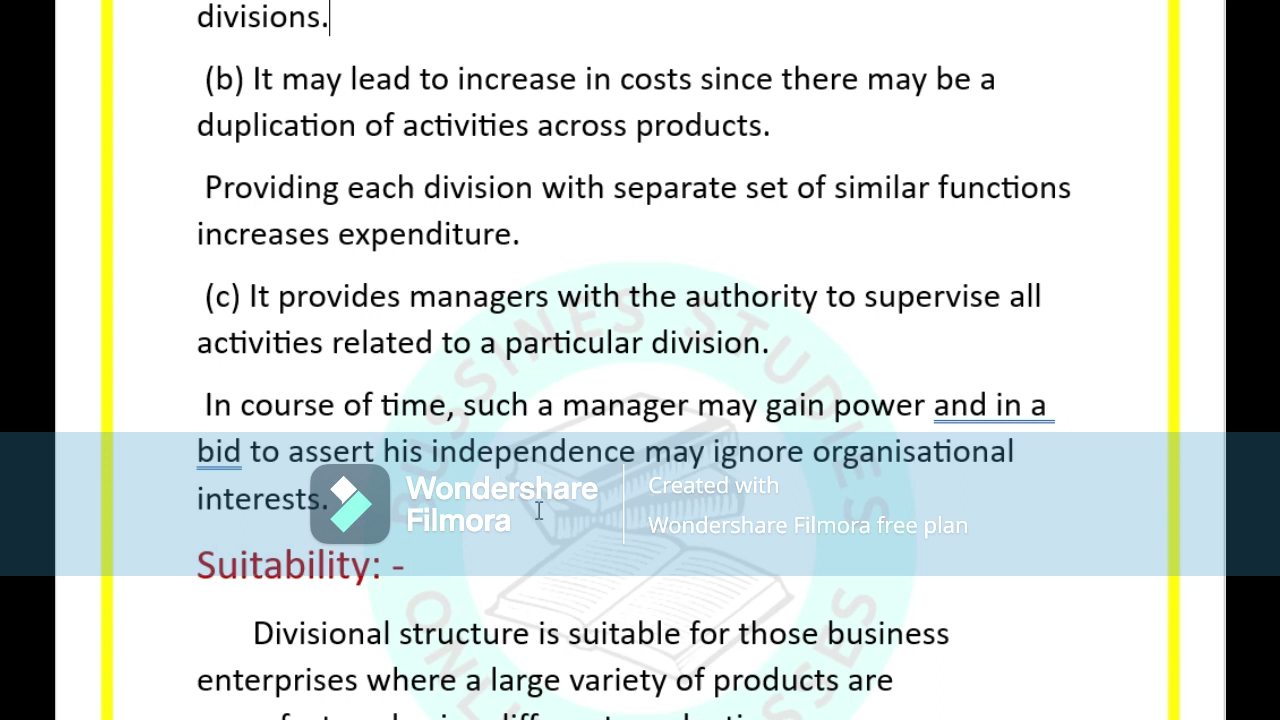 divisions.
(b) It may lead to increase in costs since there may be a
duplication of activities across products.
Providing each division with separate set of similar functions
increases expenditure.
(c) It provides managers with the authority to supervise all
activities related to a particular division.
In course of time, such a manager may gain power and in a
bid to assert his independence may ignore organisational
interests.
Wondershare
Filmora
Created with
Wondershare Filmora free plan
Suitability: -
Divisional structure is suitable for those business
enterprises where a large variety of products are
BUSSINES STUDIES